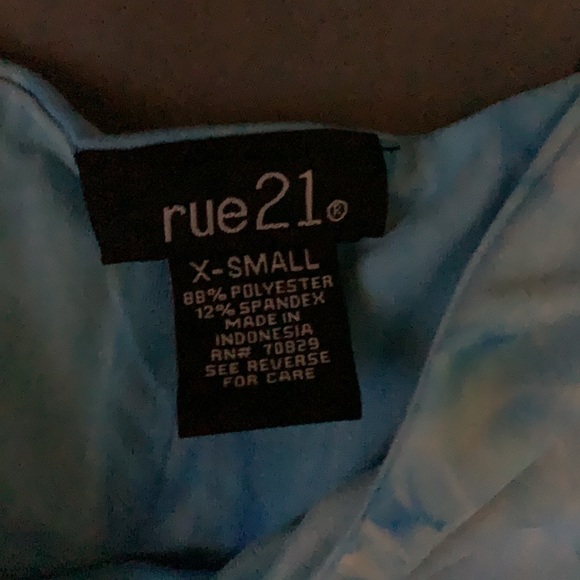 rue21®
X-SMALL
88% POLYESTER
12% SPANDEX
MADE IN
INDONESIA
RN# 70829
SEE REVERSE
FOR CARE